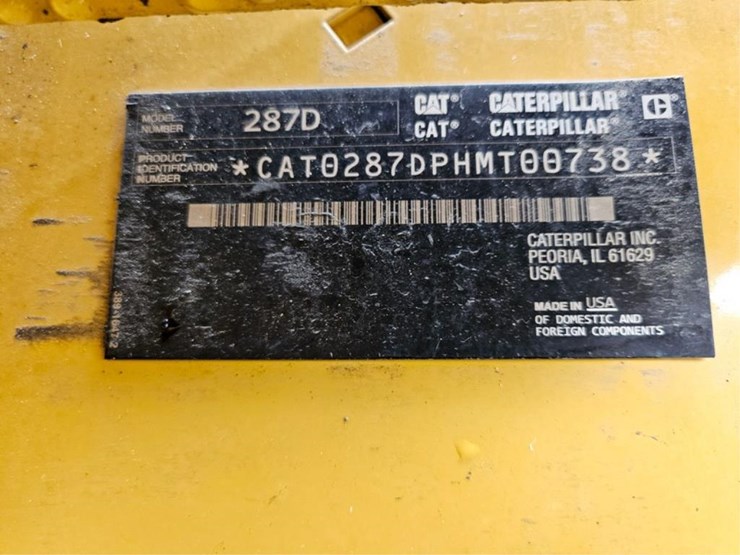 MODEL NUMBER 287D
CAT® CATERPILLAR®
CAT® CATERPILLAR®
PRODUCT IDENTIFICATION NUMBER
*CAT0287DPHMT00738*
CATERPILLAR INC.
PEORIA, IL 61629
USA
MADE IN USA
OF DOMESTIC AND
FOREIGN COMPONENTS